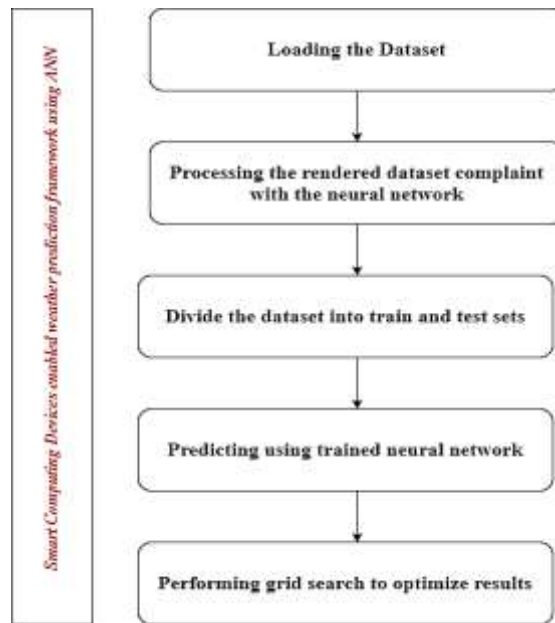 Smart Computing Devices enabled weather prediction framework using ANN
Loading the Dataset
Processing the rendered dataset complaint
with the neural network
Divide the dataset into train and test sets
Predicting using trained neural network
Performing grid search to optimize results